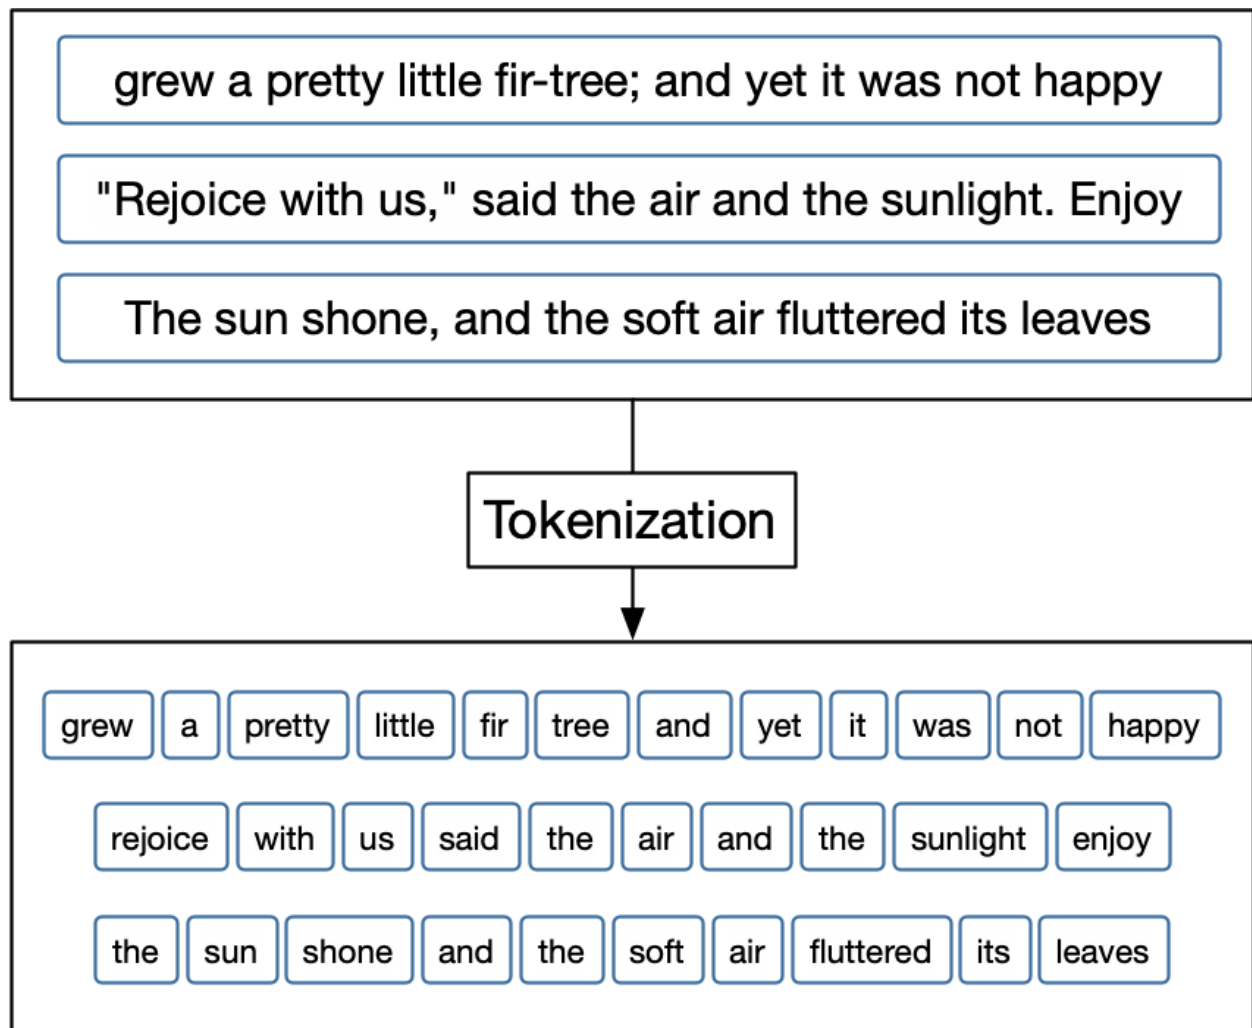 grew a pretty little fir-tree; and yet it was not happy
"Rejoice with us," said the air and the sunlight. Enjoy
The sun shone, and the soft air fluttered its leaves
Tokenization
grew a pretty little fir tree and yet it was not happy
rejoice with us said the air and the sunlight enjoy
the sun shone and the soft air fluttered its leaves